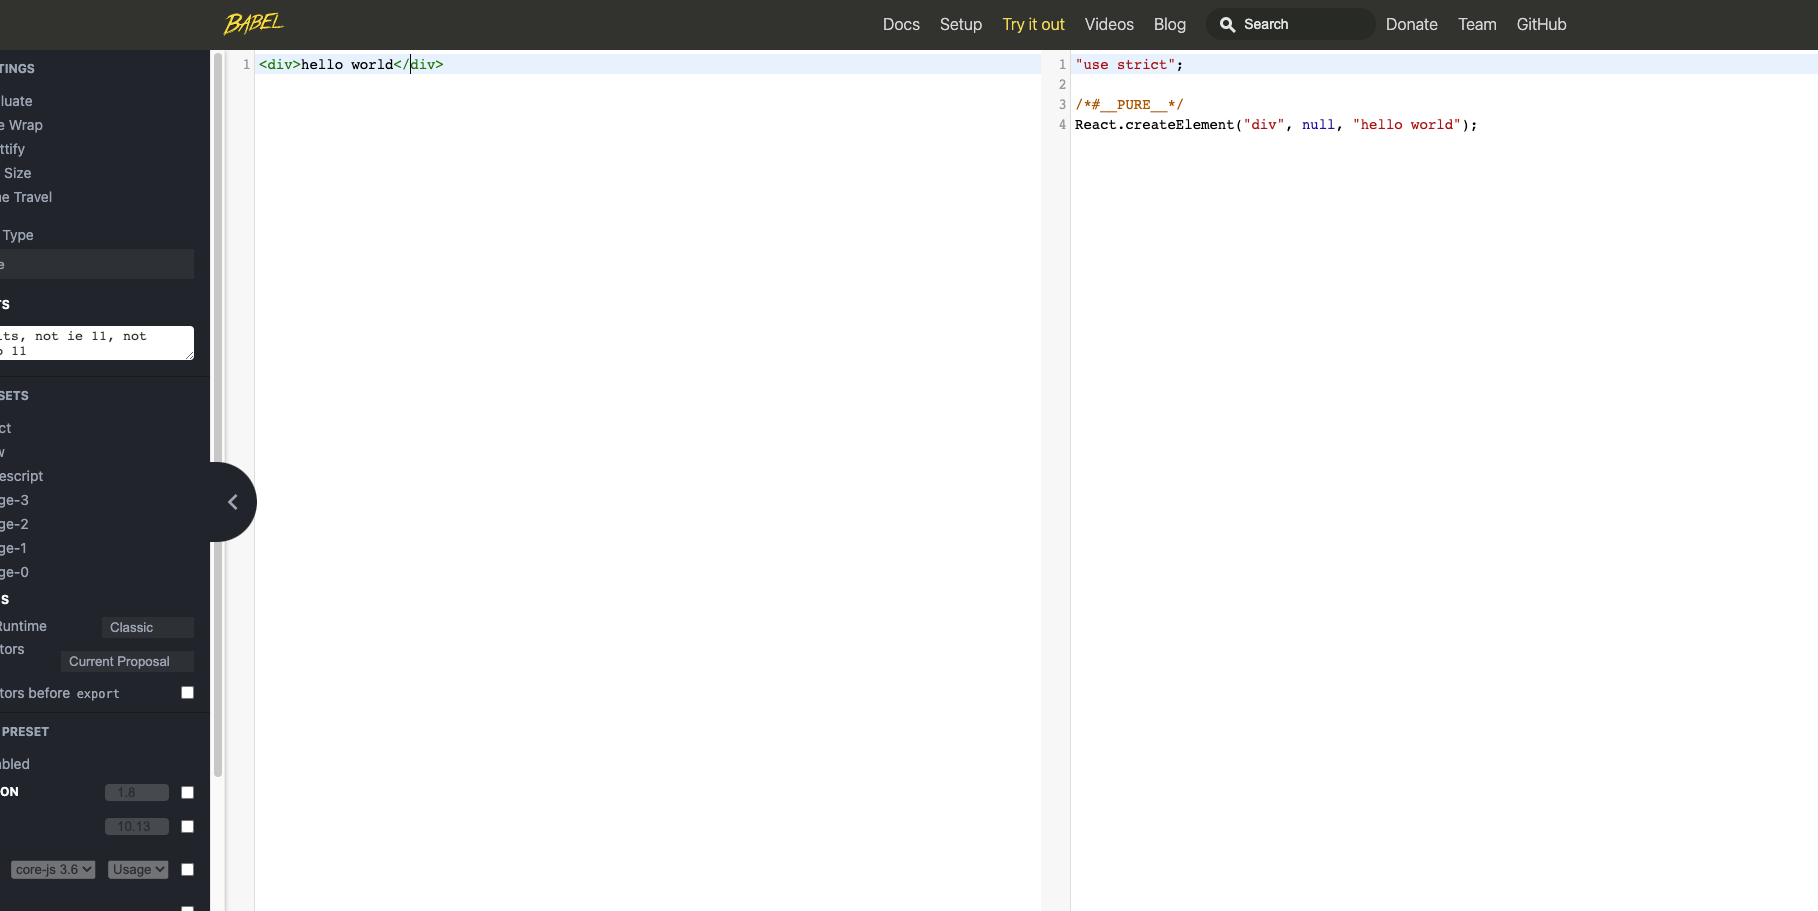 BABEL
Docs Setup Try it out Videos Blog Search Donate Team GitHub
TINGS
luate
e Wrap
ttify
Size
e Travel
Type
e
TS
lts, not ie 11, not
p 11
SETS
ct
w
escript
ge-3
ge-2
ge-1
ge-0
S
Runtime Classic
tors
Current Proposal
tors before export
PRESET
bled
ON 1.8
10.13
core-js 3.6 Usage
1 <div>hello world</div>
1 "use strict";
2
3 /*#__PURE__*/
4 React.createElement("div", null, "hello world");